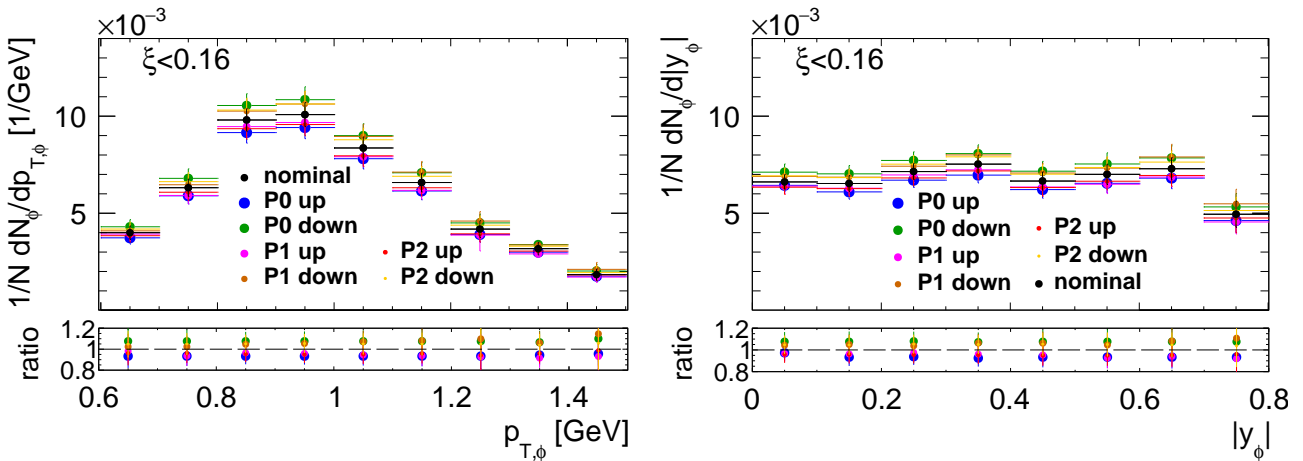 ×10⁻³
1/N dN_ϕ/dp_{T,ϕ} [1/GeV]
ξ<0.16
10
5
nominal
P0 up
P0 down
P1 up
P2 up
P1 down
P2 down
ratio
1.2
1
0.8
0.6
0.8
1
1.2
1.4
p_{T,ϕ} [GeV]
×10⁻³
1/N dN_ϕ/d|y_ϕ|
ξ<0.16
10
5
P0 up
P0 down
P2 up
P1 up
P2 down
P1 down
nominal
ratio
1.2
1
0.8
0
0.2
0.4
0.6
0.8
|y_ϕ|